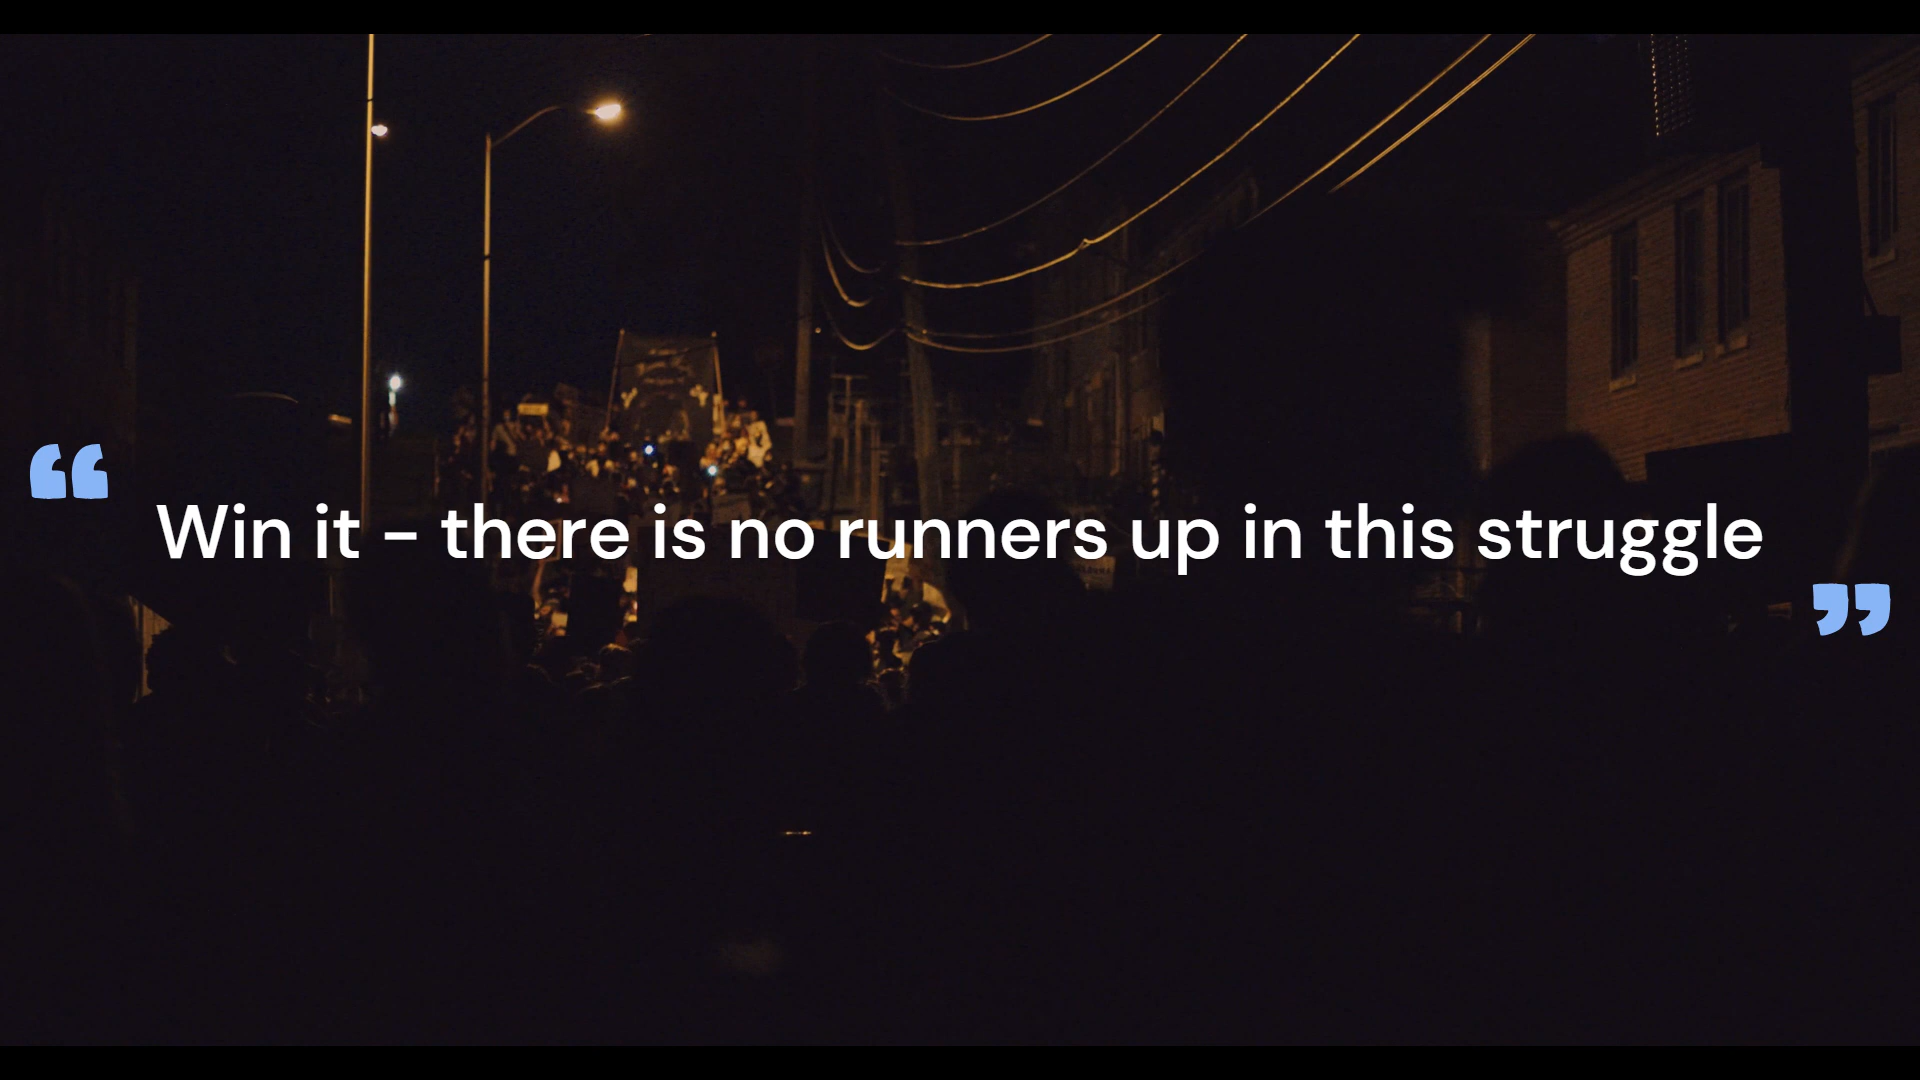 “
Win it – there is no runners up in this struggle
”